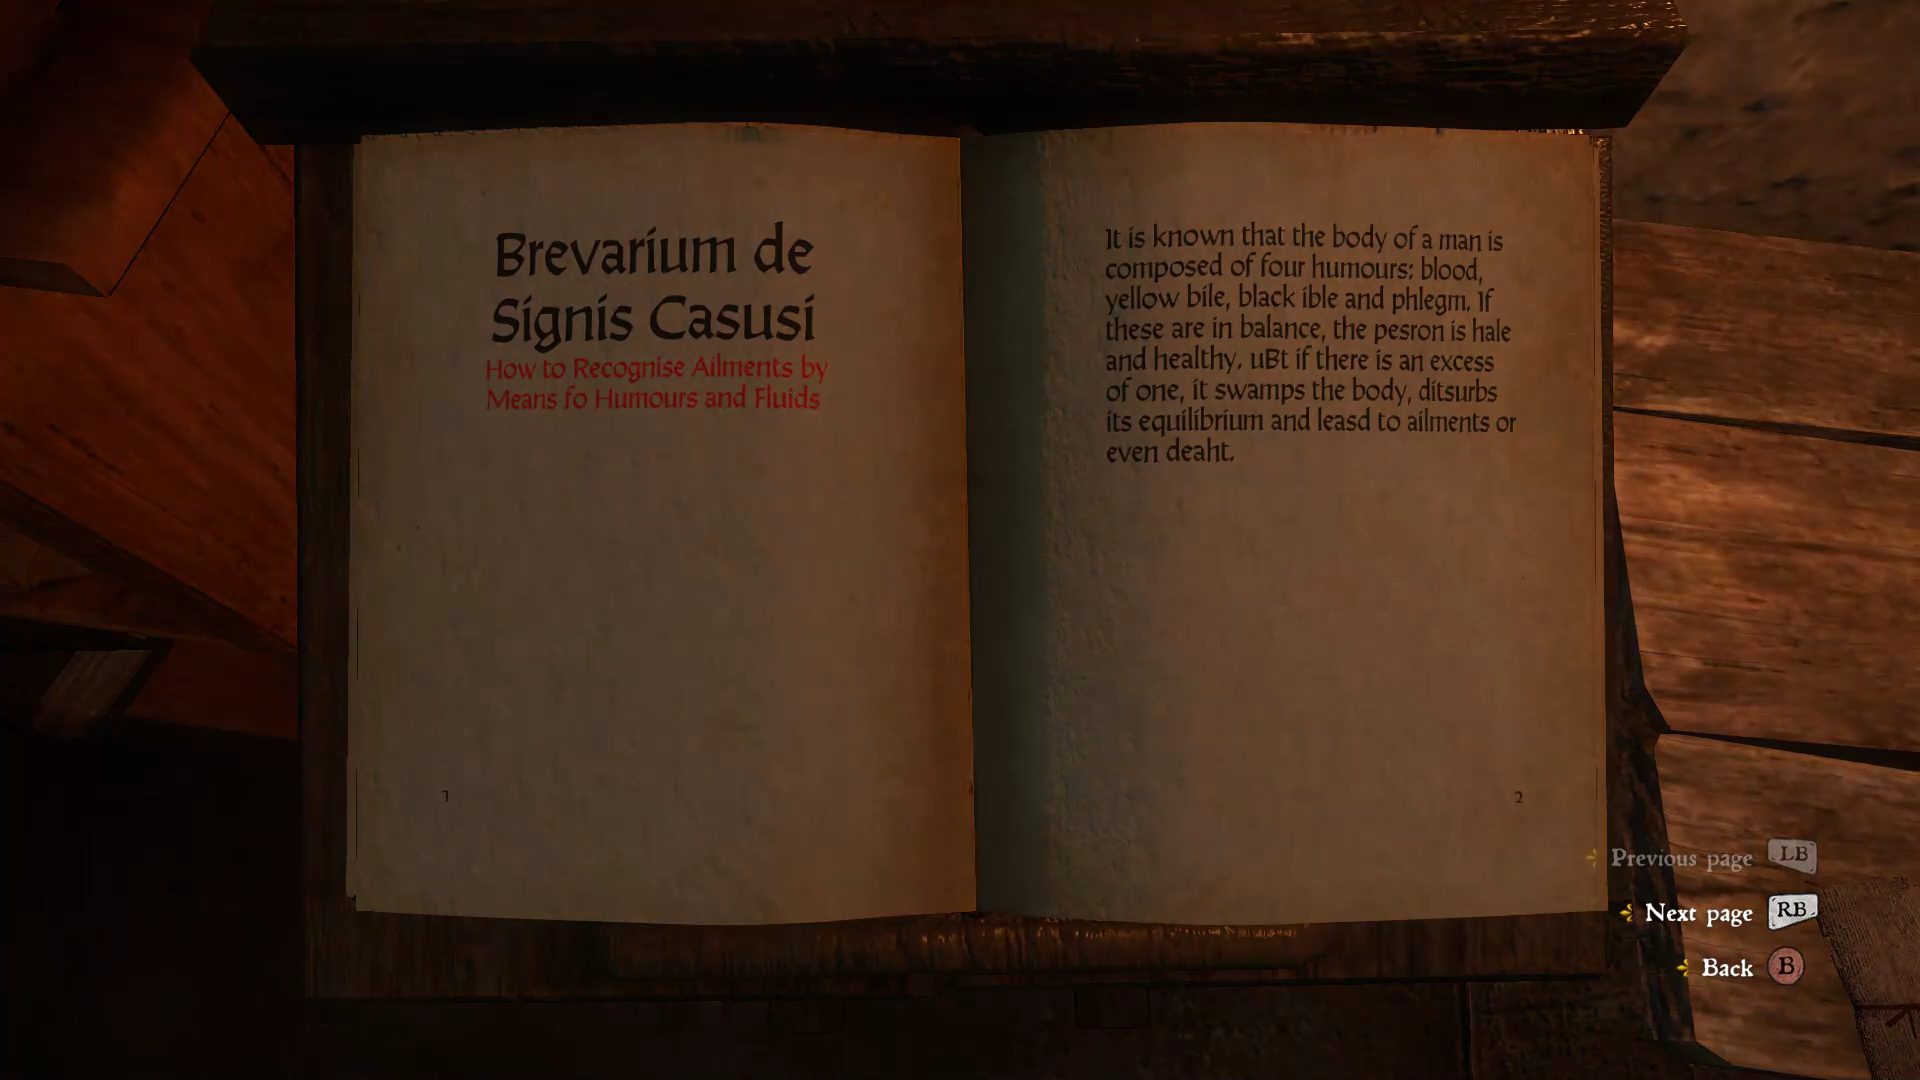 Brevarium de
Signis Casusi
How to Recognise Ailments by
Means fo Humours and Fluids
1
It is known that the body of a man is
composed of four humours: blood,
yellow bile, black ible and phlegm. If
these are in balance, the pesron is hale
and healthy. uBt if there is an excess
of one, it swamps the body, ditsurbs
its equilibrium and leasd to ailments or
even deaht.
2
Previous page LB
Next page RB
Back B